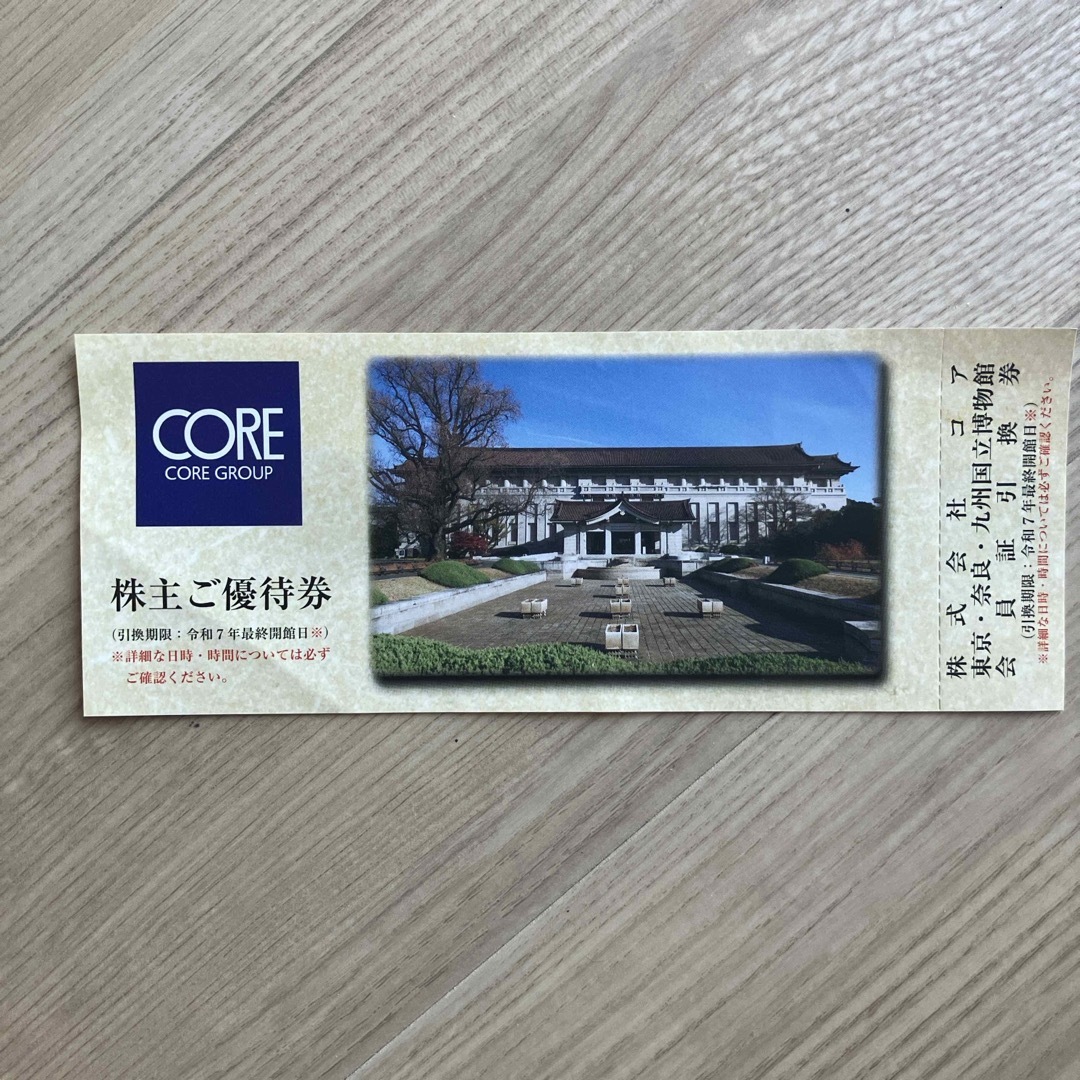 CORE
CORE GROUP
株主ご優待券
(引換期限：令和7年最終開館日※)
※詳細な日時・時間については必ず
ご確認ください。
株式会社コア
東京・奈良・九州国立博物館
会員証引換券
(引換期限：令和7年最終開館日※)
※詳細な日時・時間については必ずご確認ください。